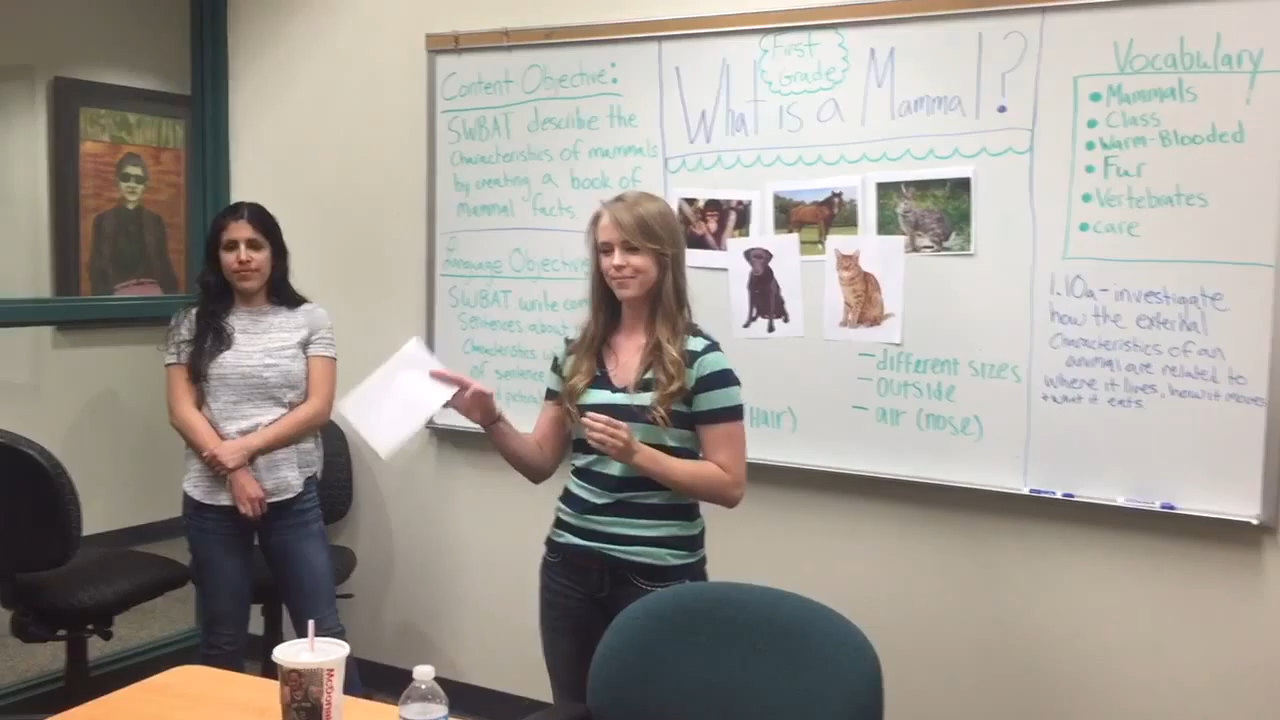 Content Objective:
SWBAT describe the
characteristics of mammals
by creating a book of
mammal facts.
Language Objective
SWBAT write
Sentences about
Characteristics
of sentence
First
Grade
What is a Mammal?
Hair)
- different sizes
- outside
- air (nose)
Vocabulary
• Mammals
• Class
• Warm-Blooded
• Fur
• Vertebrates
• care
1.10a-investigate
how the external
characteristics of an
animal are related to
where it lives, how it moves
+ what it eats.
McDonald